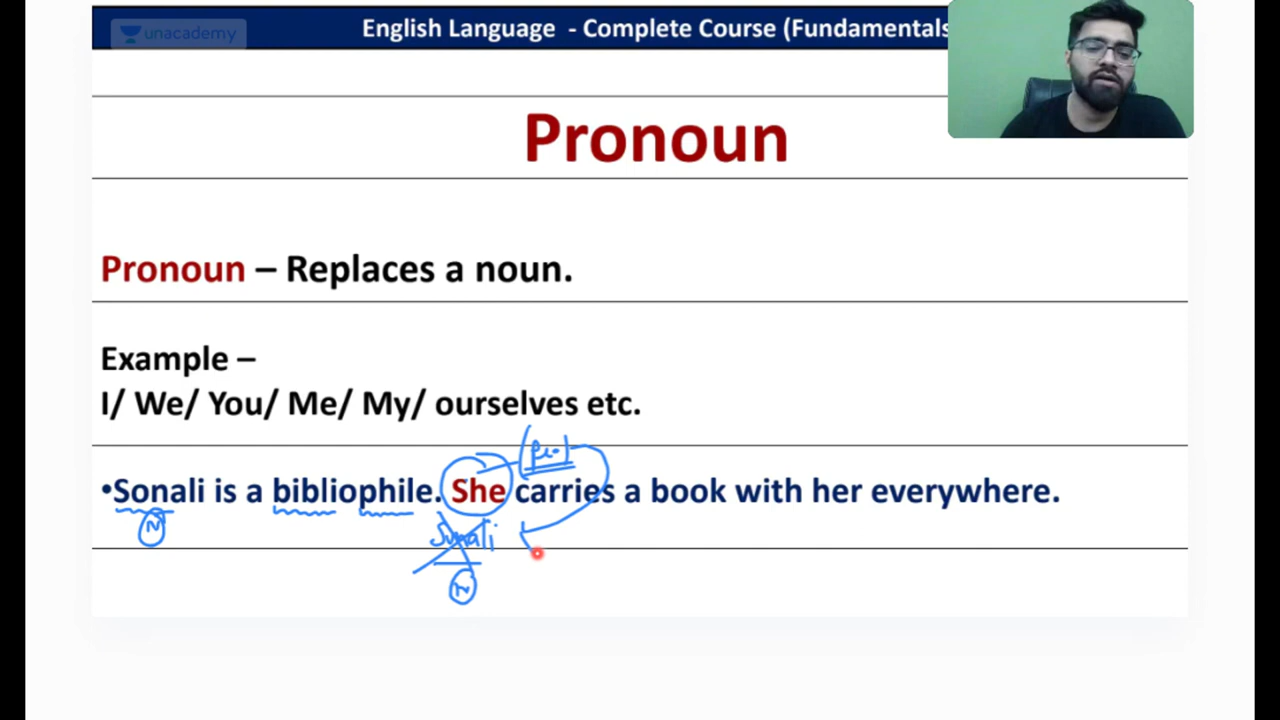 unacademy
English Language - Complete Course (Fundamentals
Pronoun
Pronoun – Replaces a noun.
Example –
I/ We/ You/ Me/ My/ ourselves etc.
Pro.
•Sonali is a bibliophile. She carries a book with her everywhere.
N
Sonali
N